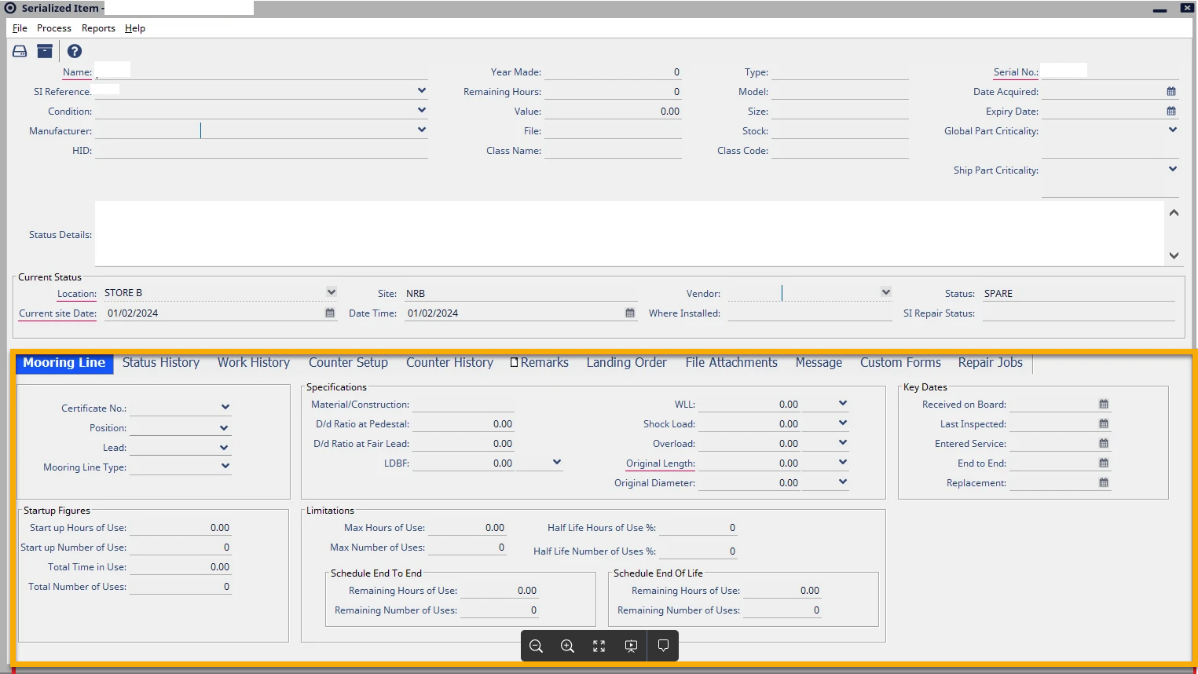 Serialized Item -
File Process Reports Help
Name: Year Made: 0 Type: Serial No.:
SI Reference. Remaining Hours: 0 Model: Date Acquired:
Condition: Value: 0.00 Size: Expiry Date:
Manufacturer: File: Stock: Global Part Criticality:
HID: Class Name: Class Code:
Ship Part Criticality:
Status Details:
Current Status
Location: STORE B Site: NRB Vendor: Status: SPARE
Current site Date: 01/02/2024 Date Time: 01/02/2024 Where Installed: SI Repair Status:
Mooring Line Status History Work History Counter Setup Counter History Remarks Landing Order File Attachments Message Custom Forms Repair Jobs
Specifications Key Dates
Certificate No.: Material/Construction: WLL: 0.00 Received on Board:
Position: D/d Ratio at Pedestal: 0.00 Shock Load: 0.00 Last Inspected:
Lead: D/d Ratio at Fair Lead: 0.00 Overload: 0.00 Entered Service:
Mooring Line Type: LDBF: 0.00 Original Length: 0.00 End to End:
Original Diameter: 0.00 Replacement:
Startup Figures Limitations
Start up Hours of Use: 0.00 Max Hours of Use: 0.00 Half Life Hours of Use %: 0
Start up Number of Use: 0 Max Number of Uses: 0 Half Life Number of Uses %: 0
Total Time in Use: 0.00 Schedule End To End Schedule End Of Life
Total Number of Uses: 0 Remaining Hours of Use: 0.00 Remaining Hours of Use: 0.00
Remaining Number of Uses: 0 Remaining Number of Uses: 0